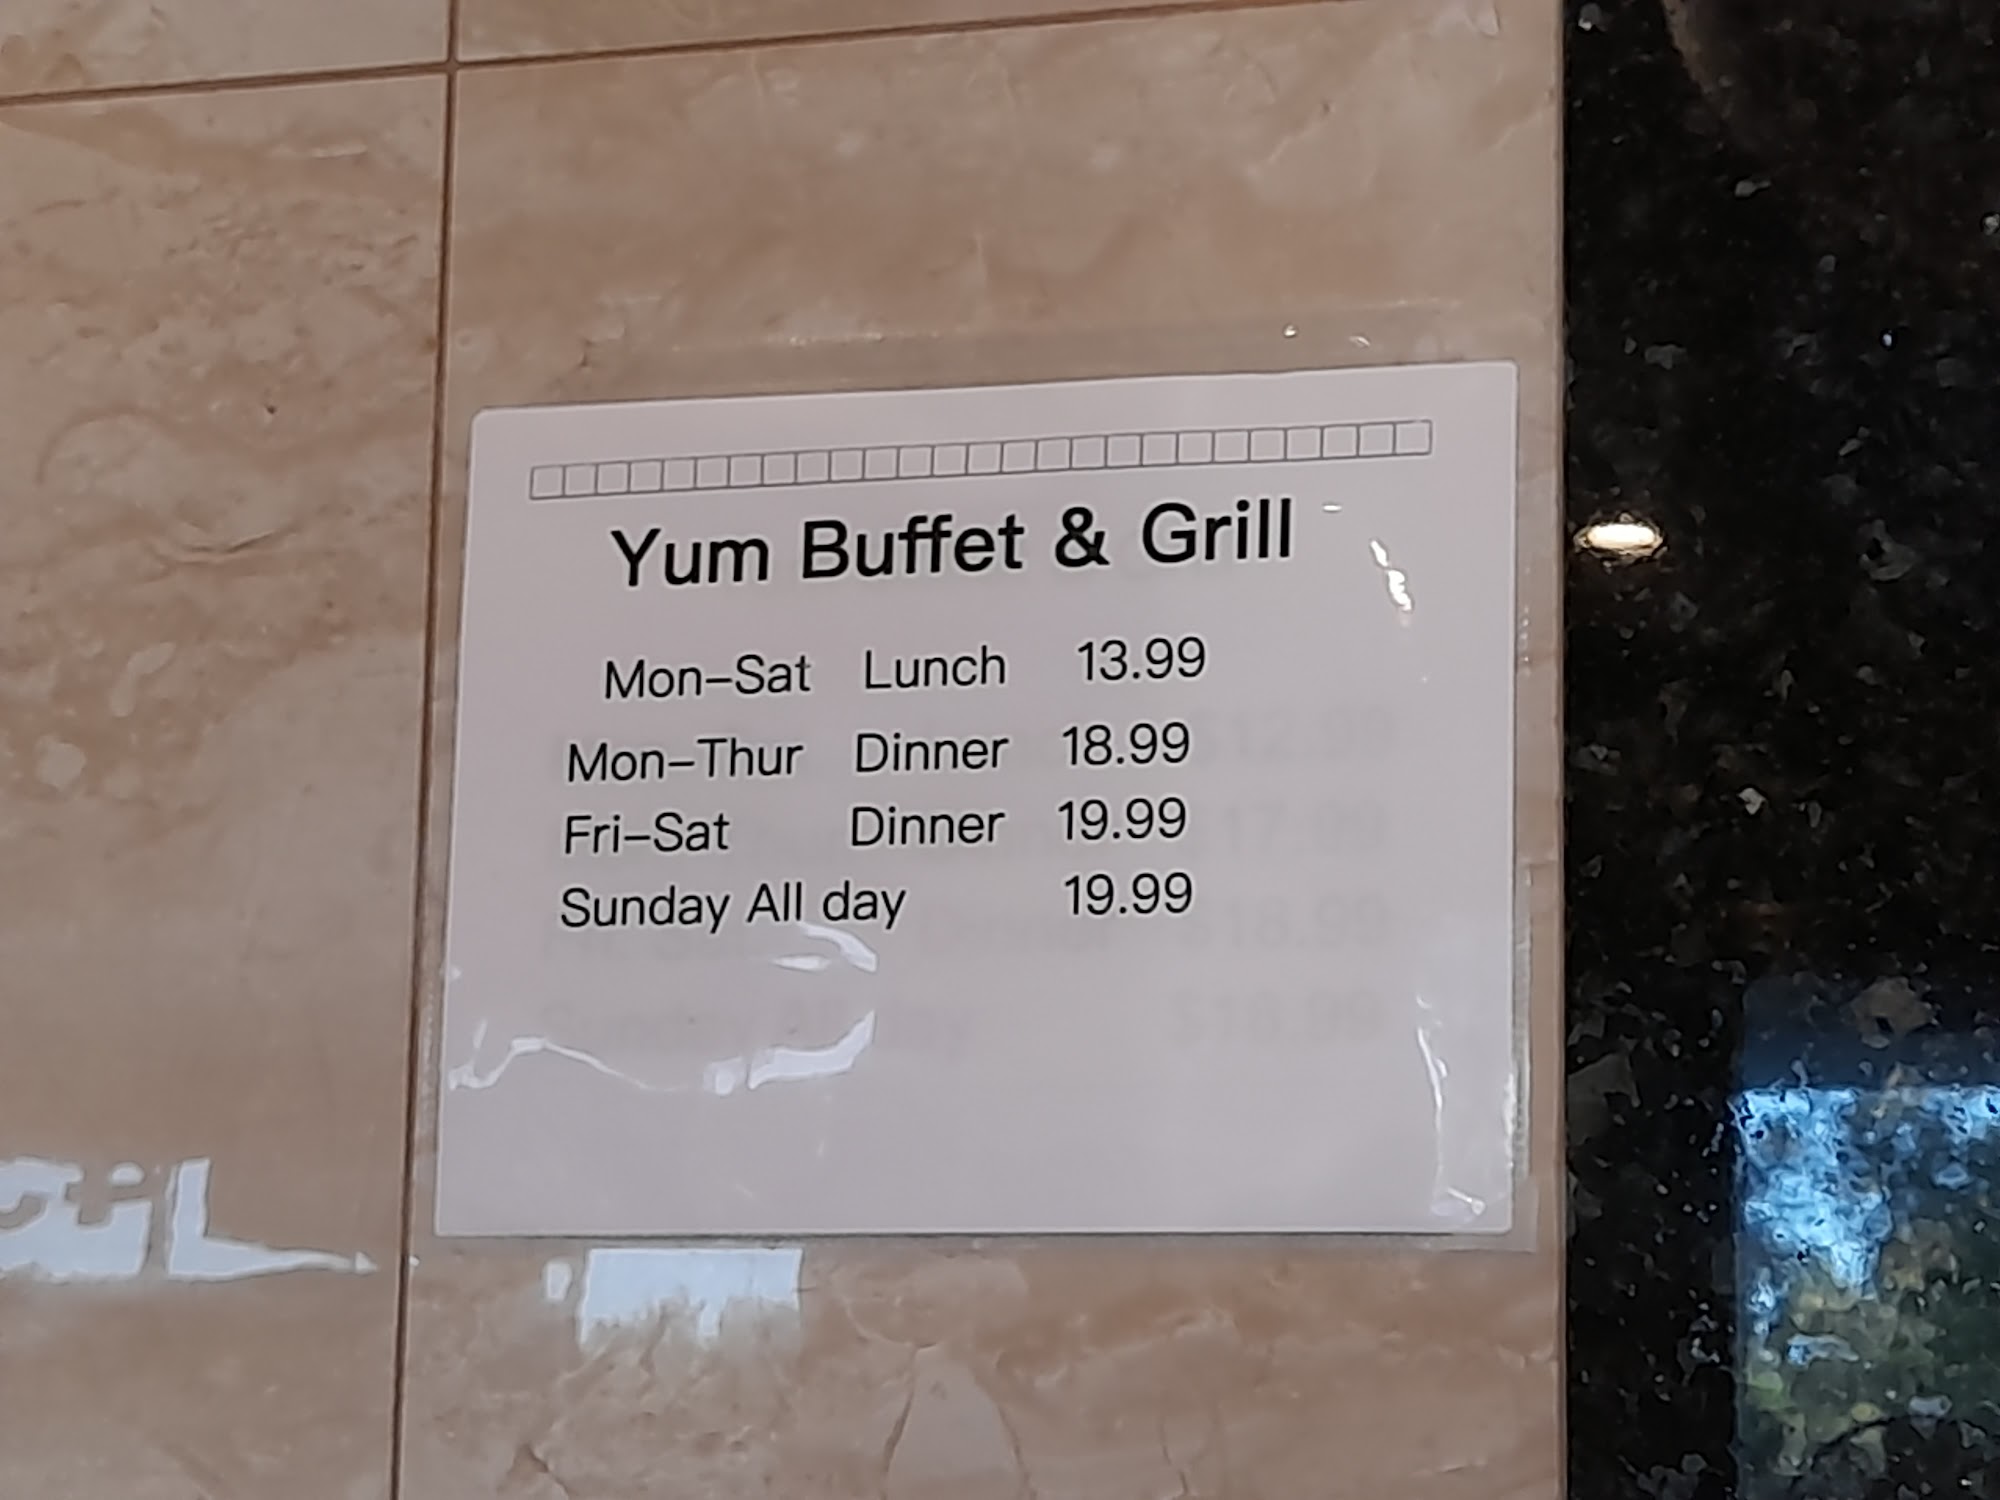 Yum Buffet & Grill
Mon-Sat Lunch 13.99
Mon-Thur Dinner 18.99
Fri-Sat Dinner 19.99
Sunday All day 19.99